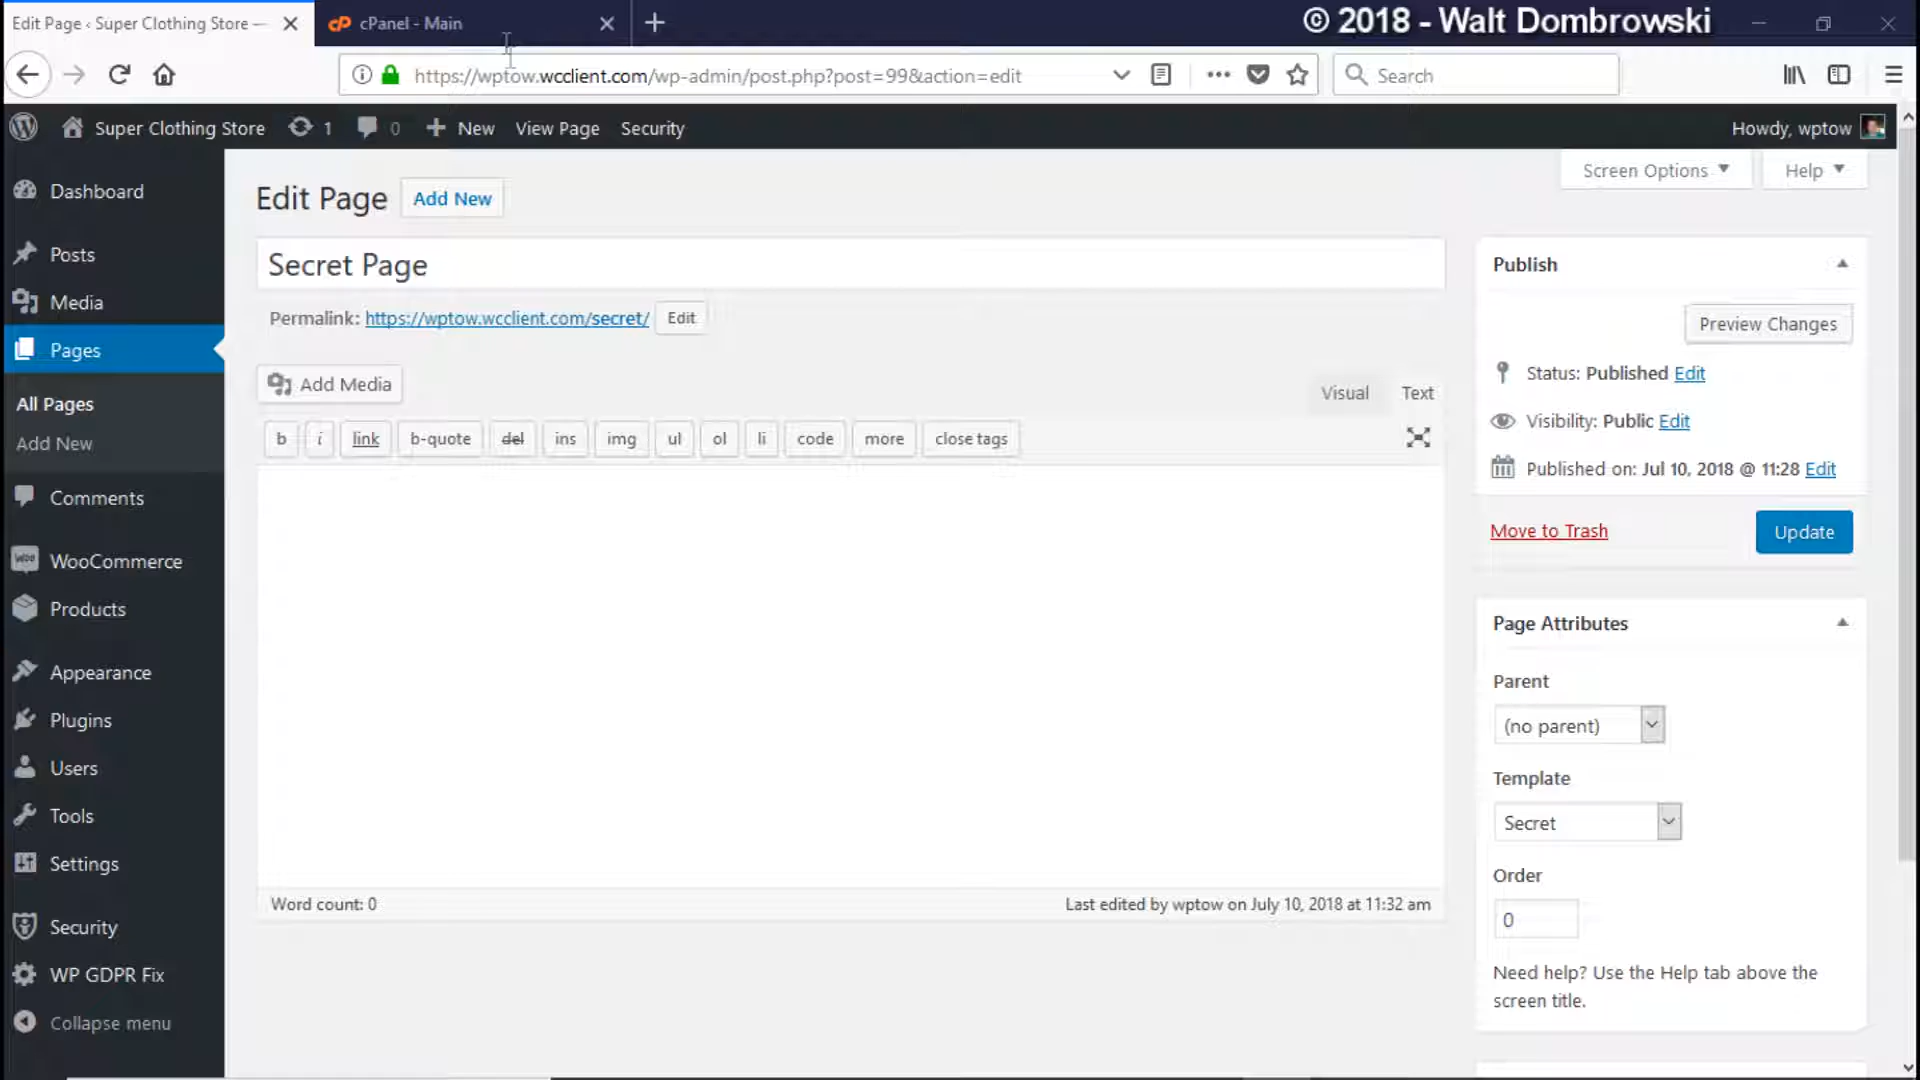 Edit Page ‹ Super Clothing Store —
cPanel - Main
© 2018 - Walt Dombrowski
https://wptow.wcclient.com/wp-admin/post.php?post=99&action=edit
Search
Super Clothing Store
1
0
New
View Page
Security
Howdy, wptow
Screen Options
Help
Dashboard
Posts
Media
Pages
All Pages
Add New
Comments
WooCommerce
Products
Appearance
Plugins
Users
Tools
Settings
Security
WP GDPR Fix
Collapse menu
Edit Page
Add New
Secret Page
Permalink: https://wptow.wcclient.com/secret/ Edit
Add Media
Visual
Text
b
i
link
b-quote
del
ins
img
ul
ol
li
code
more
close tags
Word count: 0
Last edited by wptow on July 10, 2018 at 11:32 am
Publish
Preview Changes
Status: Published Edit
Visibility: Public Edit
Published on: Jul 10, 2018 @ 11:28 Edit
Move to Trash
Update
Page Attributes
Parent
(no parent)
Template
Secret
Order
0
Need help? Use the Help tab above the
screen title.